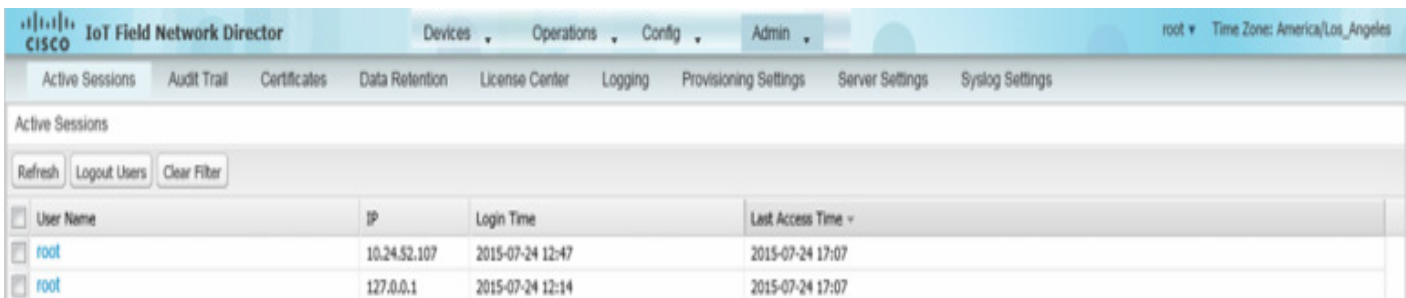 CISCO IoT Field Network Director Devices Operations Config Admin root Time Zone: America/Los_Angeles
Active Sessions Audit Trail Certificates Data Retention License Center Logging Provisioning Settings Server Settings Syslog Settings
Active Sessions
Refresh Logout Users Clear Filter
User Name IP Login Time Last Access Time
root 10.24.52.107 2015-07-24 12:47 2015-07-24 17:07
root 127.0.0.1 2015-07-24 12:14 2015-07-24 17:07